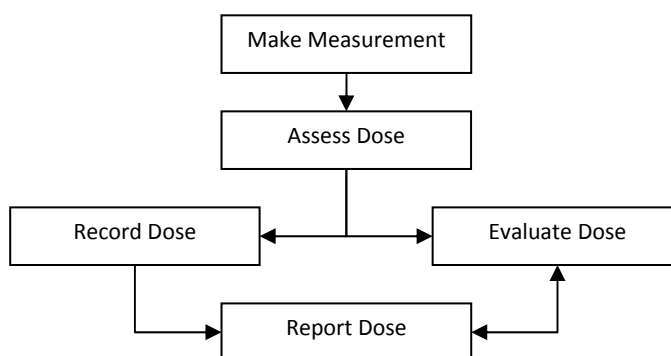 Make Measurement
Assess Dose
Record Dose
Evaluate Dose
Report Dose